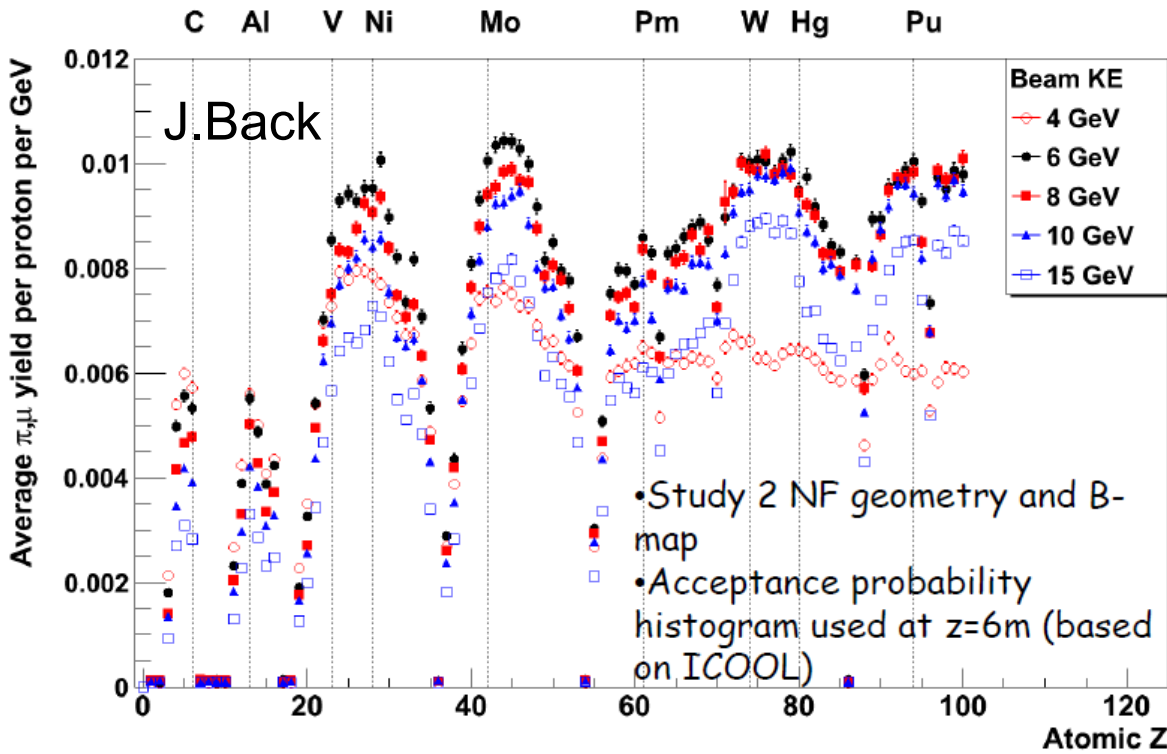 C Al V Ni Mo Pm W Hg Pu
Average π,μ yield per proton per GeV
0.012
0.01
0.008
0.006
0.004
0.002
0
J.Back
Beam KE
4 GeV
6 GeV
8 GeV
10 GeV
15 GeV
•Study 2 NF geometry and B-
map
•Acceptance probability
histogram used at z=6m (based
on ICOOL)
0 20 40 60 80 100 120
Atomic Z